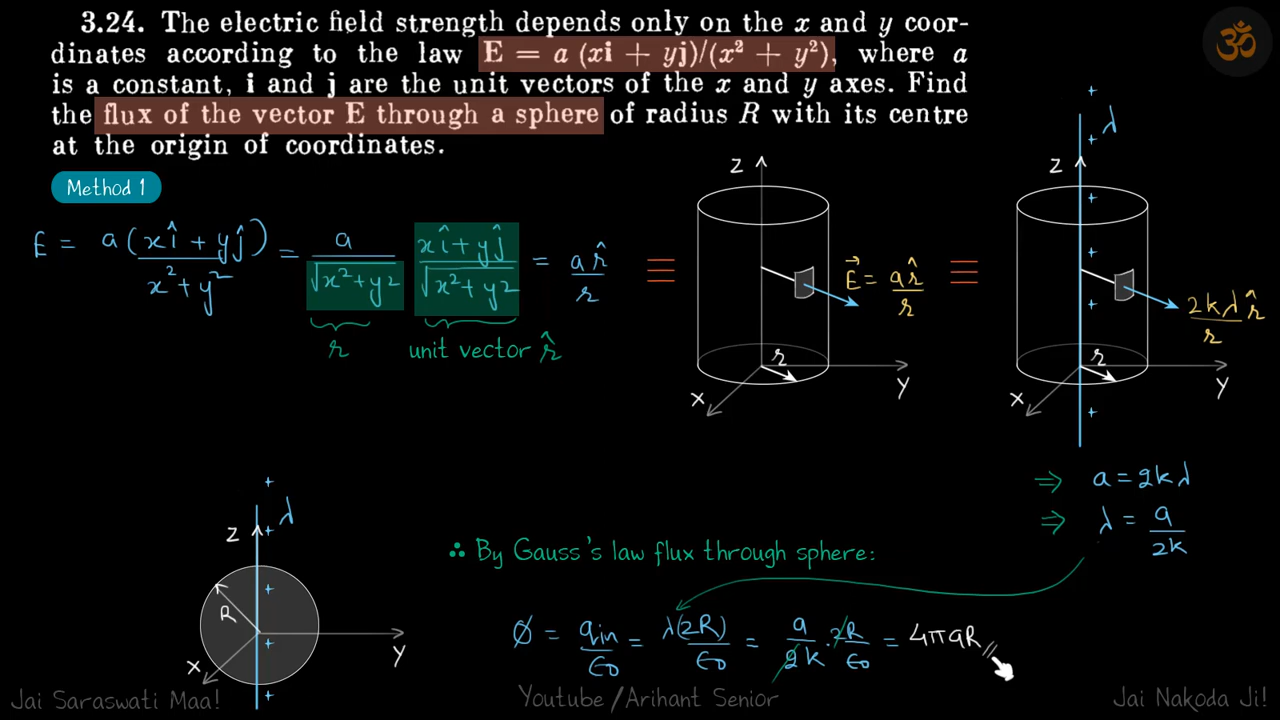 3.24. The electric field strength depends only on the x and y coor-
dinates according to the law E = a (xi + yj)/(x² + y²), where a
is a constant, i and j are the unit vectors of the x and y axes. Find
the flux of the vector E through a sphere of radius R with its centre
at the origin of coordinates.
Method 1
E = a(xî + yĵ)/(x² + y²) = a/√(x² + y²) (xî + yĵ)/√(x² + y²) = a r̂/r
r
unit vector r̂
≡
Z
E⃗ = a r̂/r
r
X
Y
≡
λ
Z
2kλ/r r̂
r
X
Y
⇒ a = 2kλ
⇒ λ = a/2k
λ
Z
R
X
Y
∴ By Gauss's law flux through sphere:
Ø = qin/ε0 = λ(2R)/ε0 = a/2k · 2R/ε0 = 4πaR //
Jai Saraswati Maa!
Youtube /Arihant Senior
Jai Nakoda Ji!
ॐ